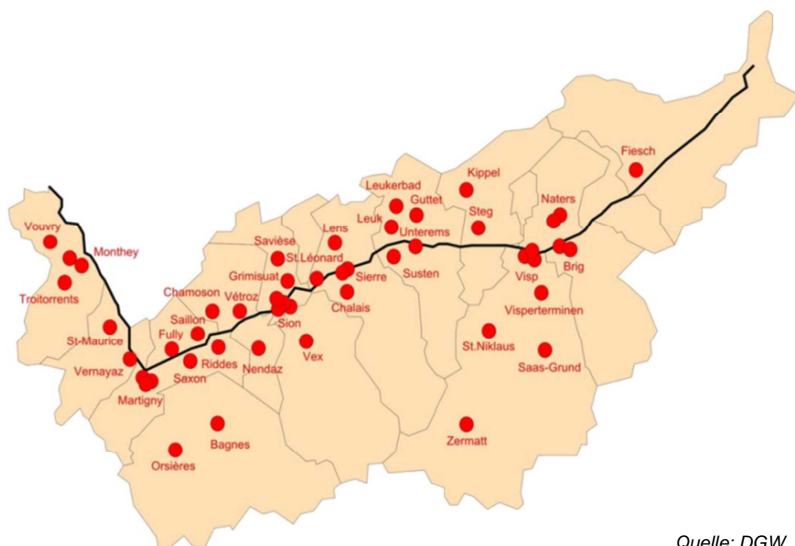 Fiesch
Kippel
Leukerbad
Guttet
Naters
Steg
Leuk
Vouvry
Unterems
Lens
Savièse
Monthey
St.Léonard
Brig
Sierre
Susten
Visp
Grimisuat
Troitorrents
Chamoson
Vétroz
Chalais
Visperterminen
Saillon
Sion
St-Maurice
Fully
St.Niklaus
Vex
Riddes
Nendaz
Vernayaz
Saxon
Saas-Grund
Martigny
Zermatt
Bagnes
Orsières
Quelle: DGW